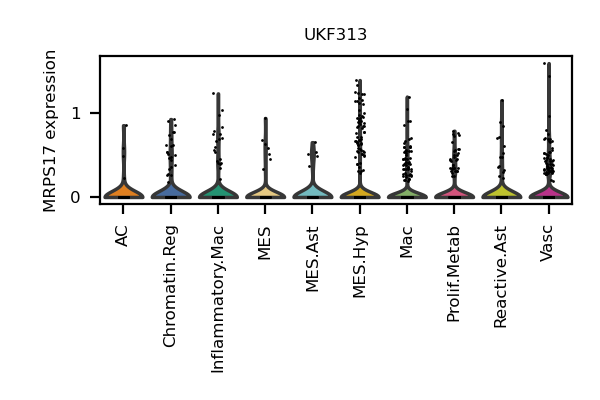 UKF313
MRPS17 expression
1
0
AC
Chromatin.Reg
Inflammatory.Mac
MES
MES.Ast
MES.Hyp
Mac
Prolif.Metab
Reactive.Ast
Vasc